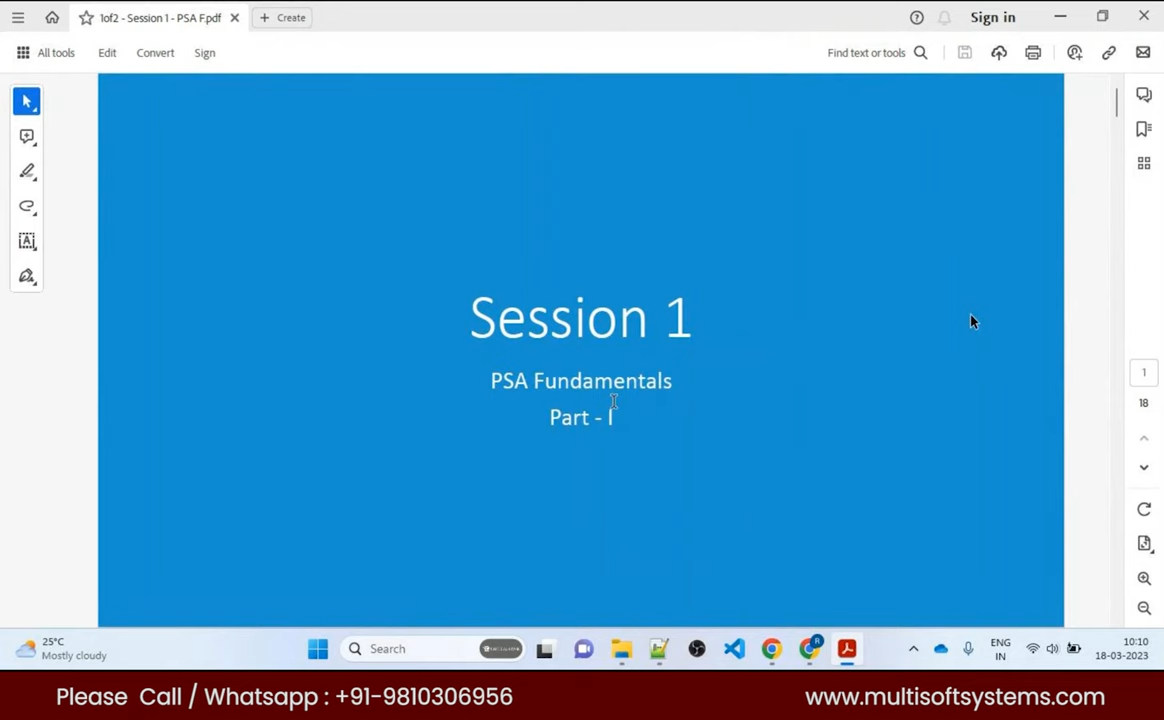 1of2 - Session 1 - PSA F.pdf
Create
Sign in
All tools
Edit
Convert
Sign
Find text or tools
Session 1
PSA Fundamentals
Part - I
1
18
25°C
Mostly cloudy
Search
R
ENG
IN
10:10
18-03-2023
Please Call / Whatsapp : +91-9810306956
www.multisoftsystems.com